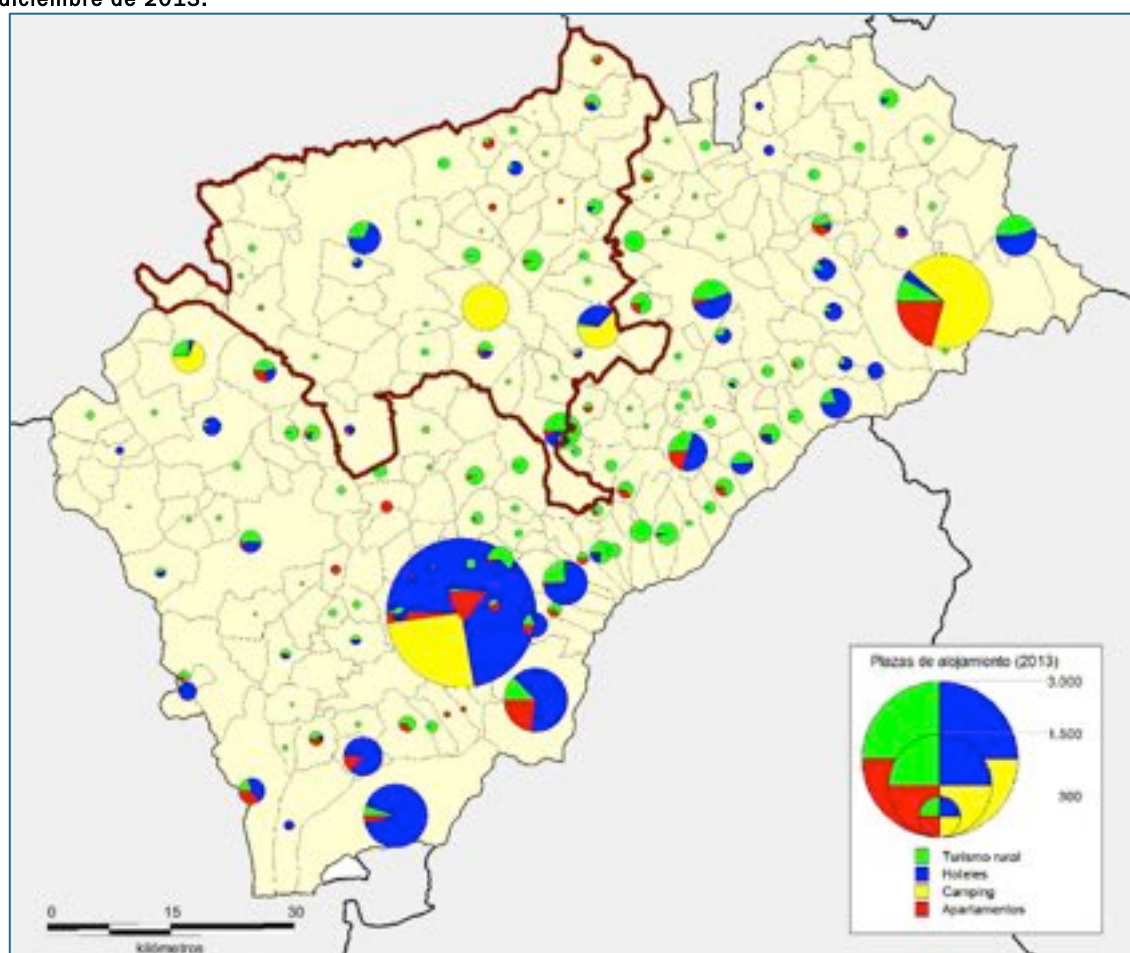 diciembre de 2013.
Plazas de alojamiento (2013)
3.000
1.500
300
Turismo rural
Hoteles
Camping
Apartamentos
0 15 30
kilómetros